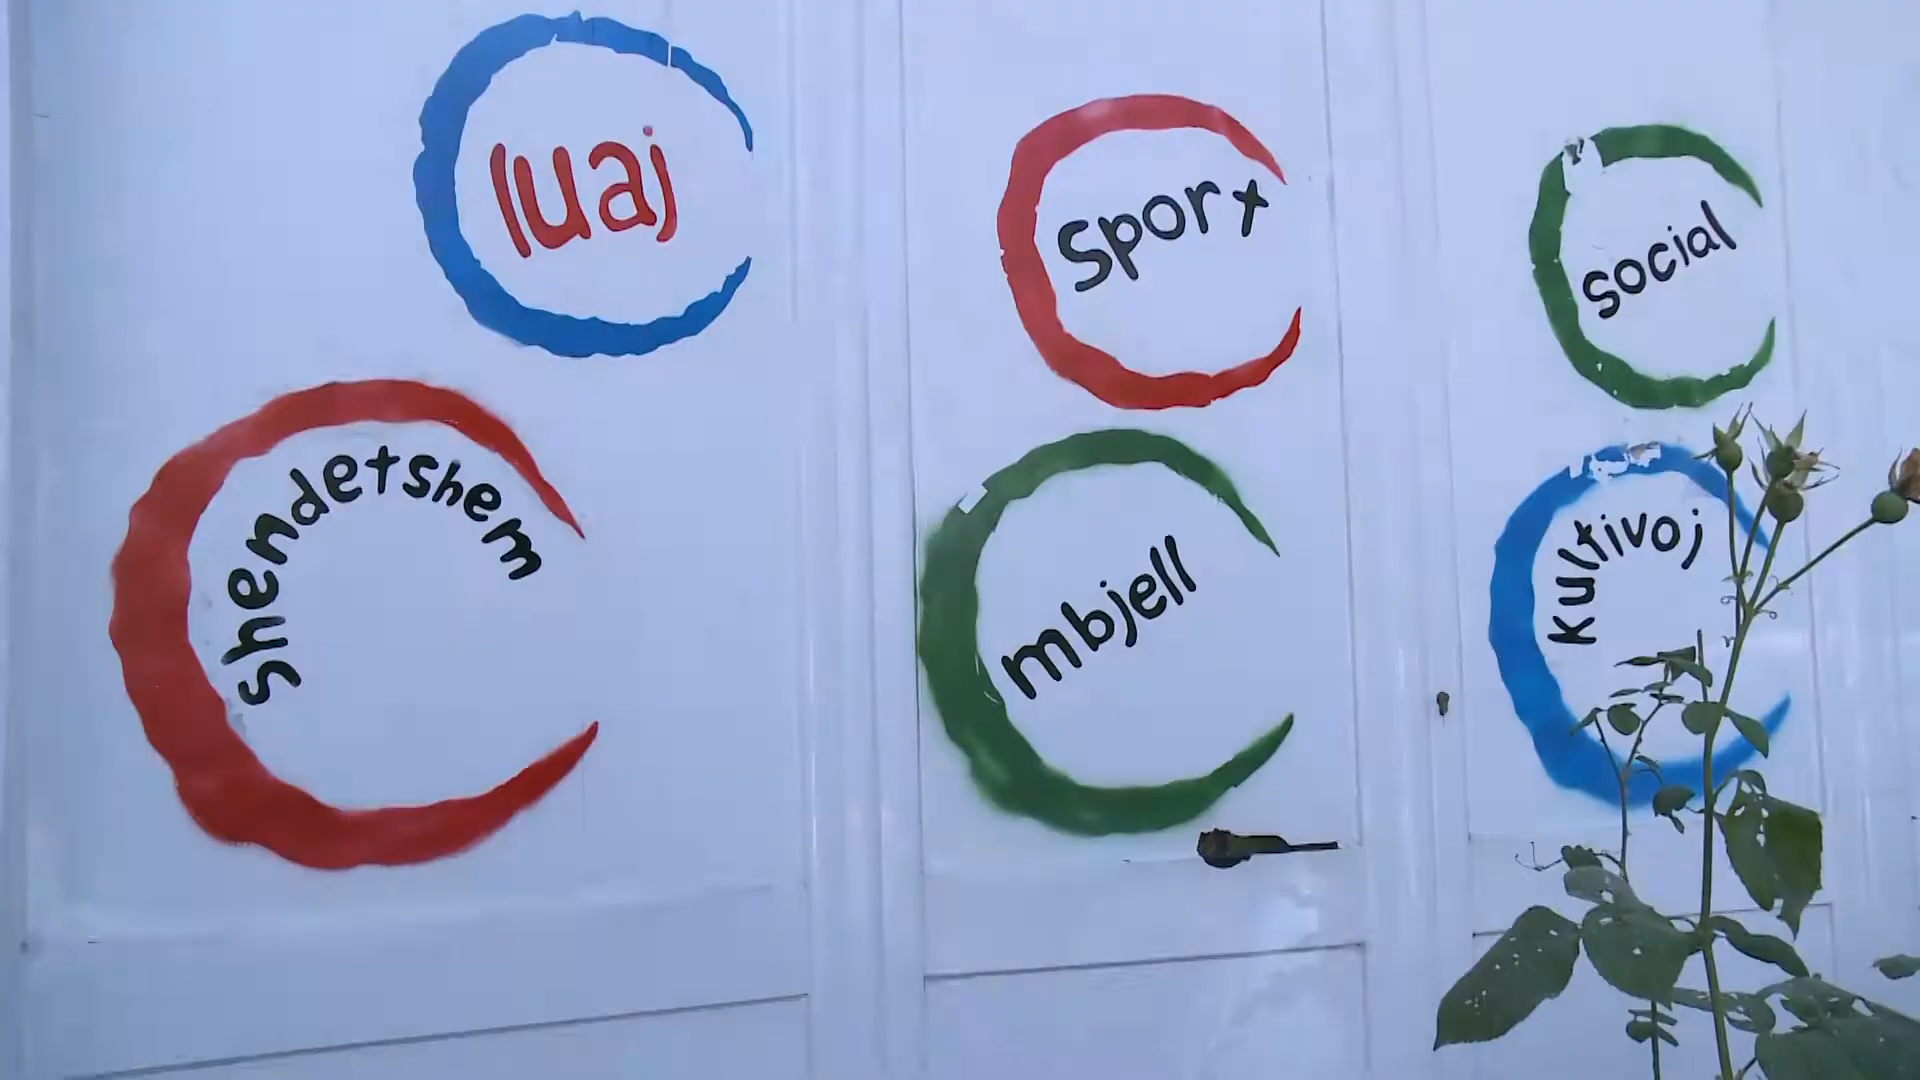 luaj
sport
social
shendetshem
mbjell
kultivoj